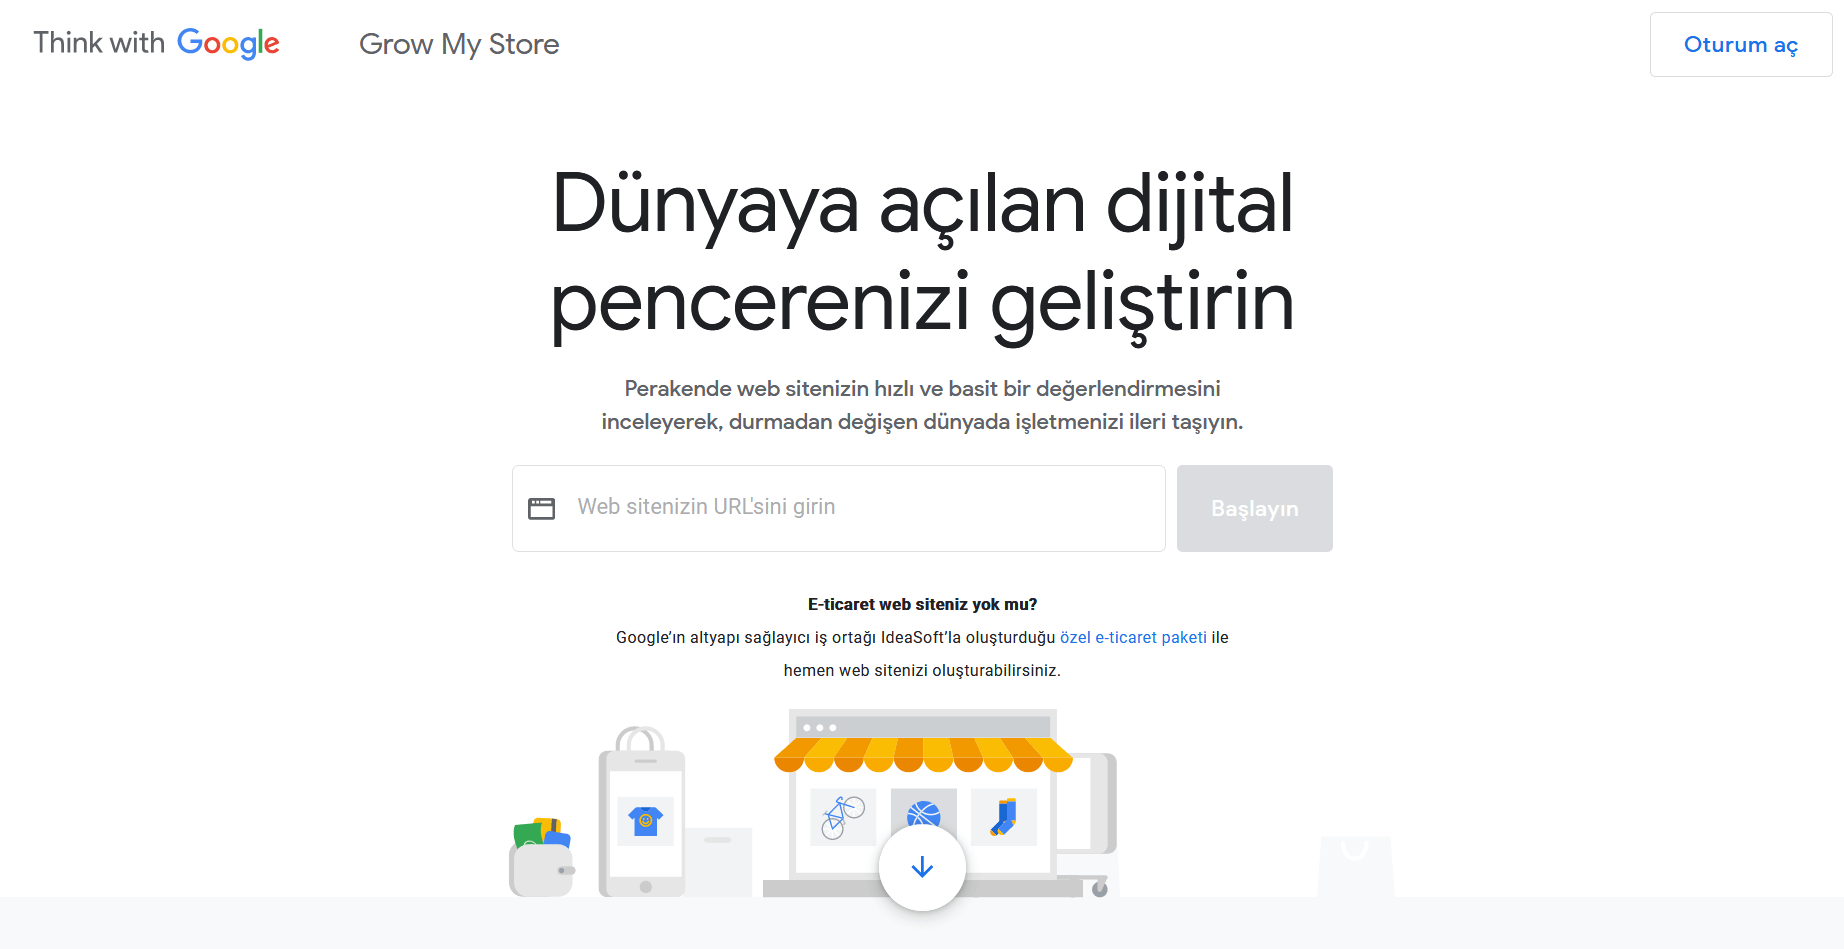 Think with Google
Grow My Store
Oturum aç
Dünyaya açılan dijital
pencerenizi geliştirin
Perakende web sitenizin hızlı ve basit bir değerlendirmesini
inceleyerek, durmadan değişen dünyada işletmenizi ileri taşıyın.
Web sitenizin URL'sini girin
Başlayın
E-ticaret web siteniz yok mu?
Google’ın altyapı sağlayıcı iş ortağı IdeaSoft’la oluşturduğu özel e-ticaret paketi ile
hemen web sitenizi oluşturabilirsiniz.